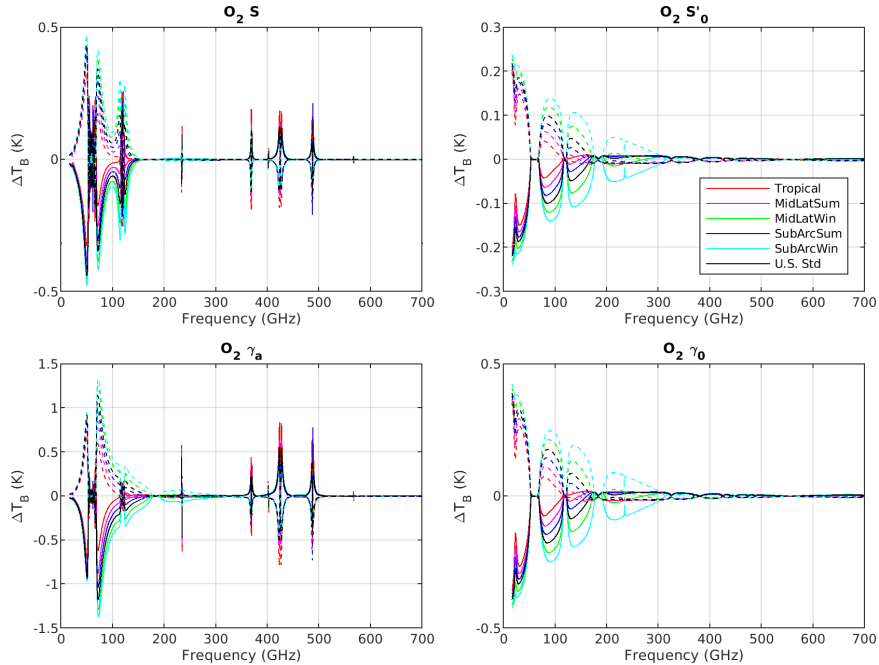 O2 S
0.5
0
-0.5
ΔTB (K)
0 100 200 300 400 500 600 700
Frequency (GHz)
O2 S'0
0.3
0.2
0.1
0
-0.1
-0.2
-0.3
ΔTB (K)
0 100 200 300 400 500 600 700
Frequency (GHz)
Tropical
MidLatSum
MidLatWin
SubArcSum
SubArcWin
U.S. Std
O2 γa
1.5
1
0.5
0
-0.5
-1
-1.5
ΔTB (K)
0 100 200 300 400 500 600 700
Frequency (GHz)
O2 γ0
0.5
0
-0.5
ΔTB (K)
0 100 200 300 400 500 600 700
Frequency (GHz)